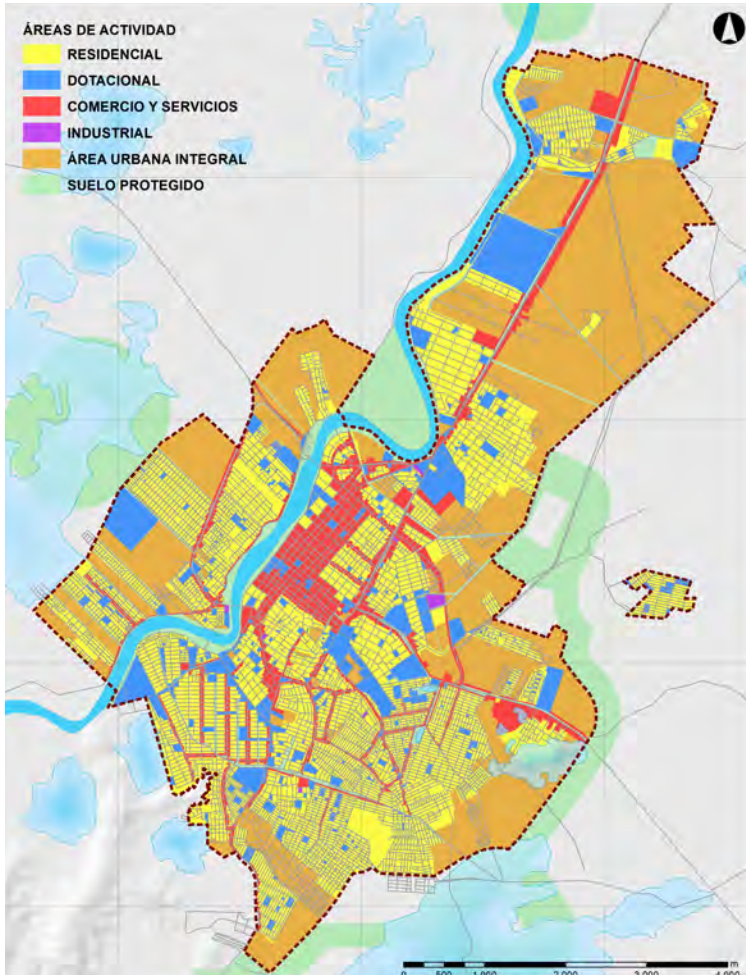 ÁREAS DE ACTIVIDAD
RESIDENCIAL
DOTACIONAL
COMERCIO Y SERVICIOS
INDUSTRIAL
ÁREA URBANA INTEGRAL
SUELO PROTEGIDO
m
0 500 1.000 2.000 3.000 4.000